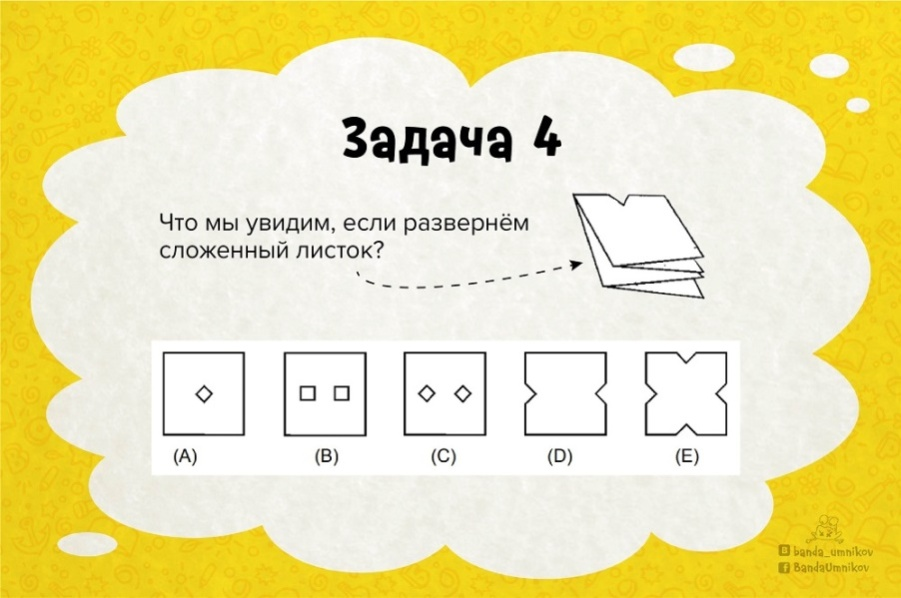 Задача 4
Что мы увидим, если развернём
сложенный листок?
(A) (B) (C) (D) (E)
banda_umnikov
BandaUmnikov